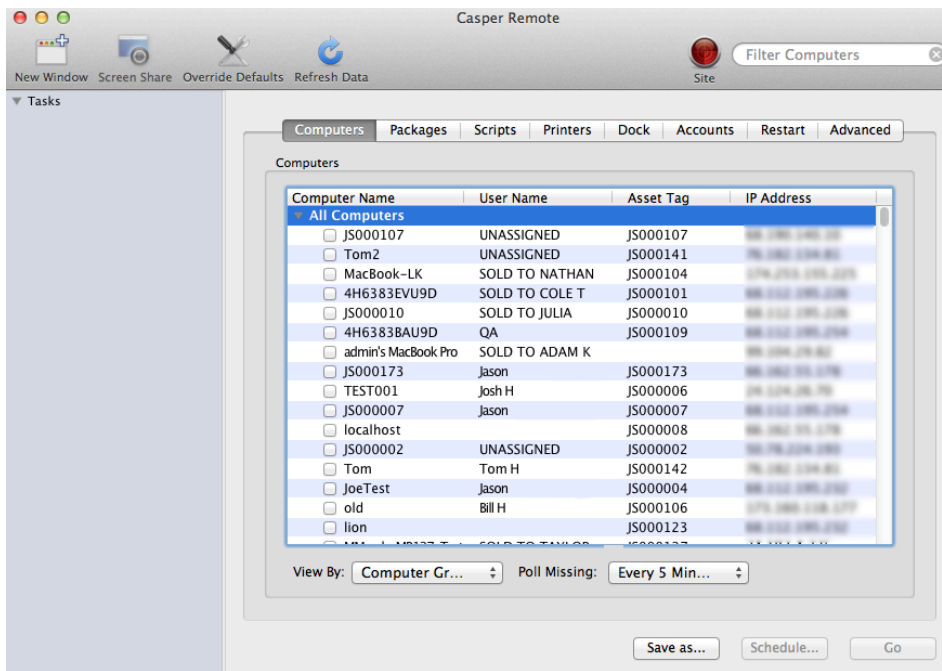 Casper Remote
New Window Screen Share Override Defaults Refresh Data Site Filter Computers
Tasks
Computers Packages Scripts Printers Dock Accounts Restart Advanced
Computers
Computer Name User Name Asset Tag IP Address
All Computers
JS000107 UNASSIGNED JS000107
Tom2 UNASSIGNED JS000141
MacBook-LK SOLD TO NATHAN JS000104
4H6383EVU9D SOLD TO COLE T JS000101
JS000010 SOLD TO JULIA JS000010
4H6383BAU9D QA JS000109
admin's MacBook Pro SOLD TO ADAM K
JS000173 Jason JS000173
TEST001 Josh H JS000006
JS000007 Jason JS000007
localhost JS000008
JS000002 UNASSIGNED JS000002
Tom Tom H JS000142
JoeTest Jason JS000004
old Bill H JS000106
lion JS000123
SOLD TO TAYLOR
View By: Computer Gr... Poll Missing: Every 5 Min...
Save as... Schedule... Go